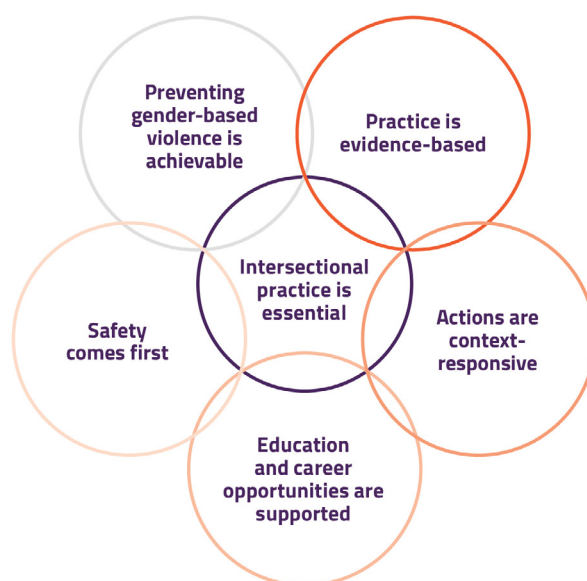 Preventing
gender-based
violence is
achievable
Practice is
evidence-based
Intersectional
practice is
essential
Safety
comes first
Actions are
context-
responsive
Education
and career
opportunities are
supported